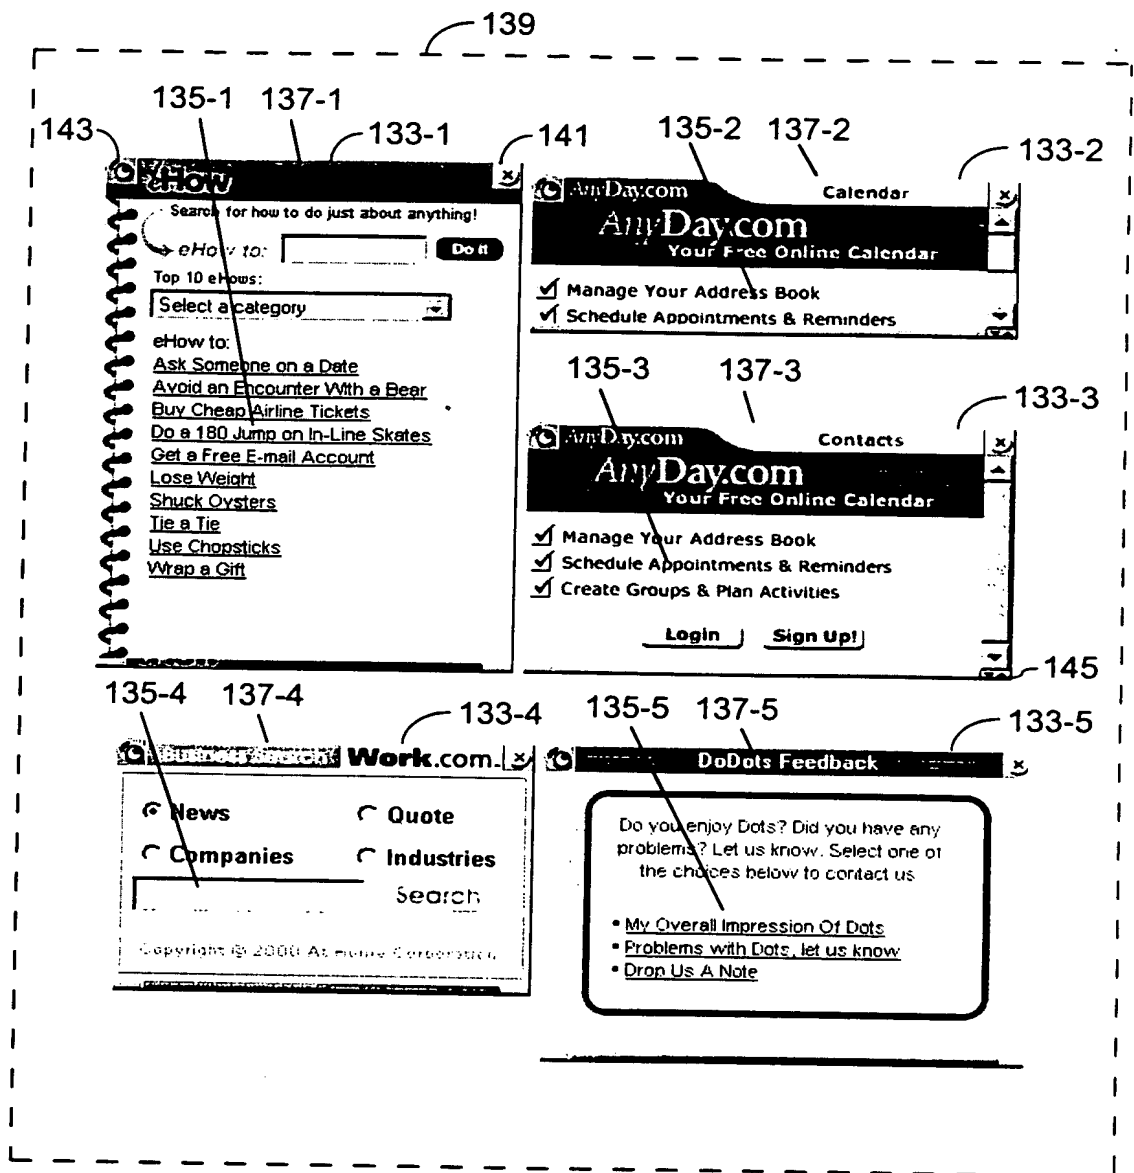 139
135-1 137-1
143 133-1 141
eHow
Search for how to do just about anything!
eHow to: Do it
Top 10 eHows:
Select a category
eHow to:
Ask Someone on a Date
Avoid an Encounter With a Bear
Buy Cheap Airline Tickets
Do a 180 Jump on In-Line Skates
Get a Free E-mail Account
Lose Weight
Shuck Oysters
Tie a Tie
Use Chopsticks
Wrap a Gift
135-2 137-2
133-2
AnyDay.com Calendar
AnyDay.com
Your Free Online Calendar
Manage Your Address Book
Schedule Appointments & Reminders
135-3 137-3
133-3
AnyDay.com Contacts
AnyDay.com
Your Free Online Calendar
Manage Your Address Book
Schedule Appointments & Reminders
Create Groups & Plan Activities
Login Sign Up!
145
135-4 137-4
133-4
Business Search Work.com
News Quote
Companies Industries
Search
Copyright © 2000 At Home Corporation
135-5 137-5
133-5
DoDots Feedback
Do you enjoy Dots? Did you have any
problems? Let us know. Select one of
the choices below to contact us
• My Overall Impression Of Dots
• Problems with Dots, let us know
• Drop Us A Note